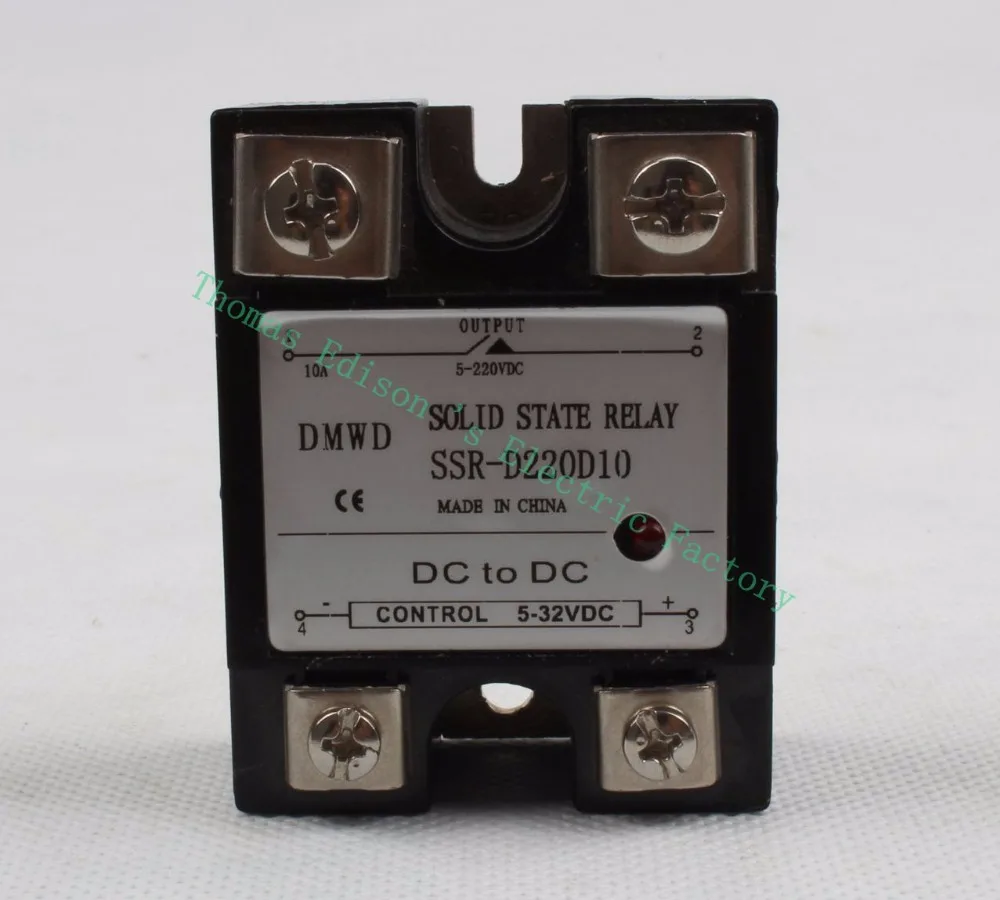 OUTPUT
2
10A
5-220VDC
DMWD
SOLID STATE RELAY
SSR-D220D10
CE
MADE IN CHINA
DC to DC
- CONTROL 5-32VDC +
4
3
Thomas Edison's Electric Factory